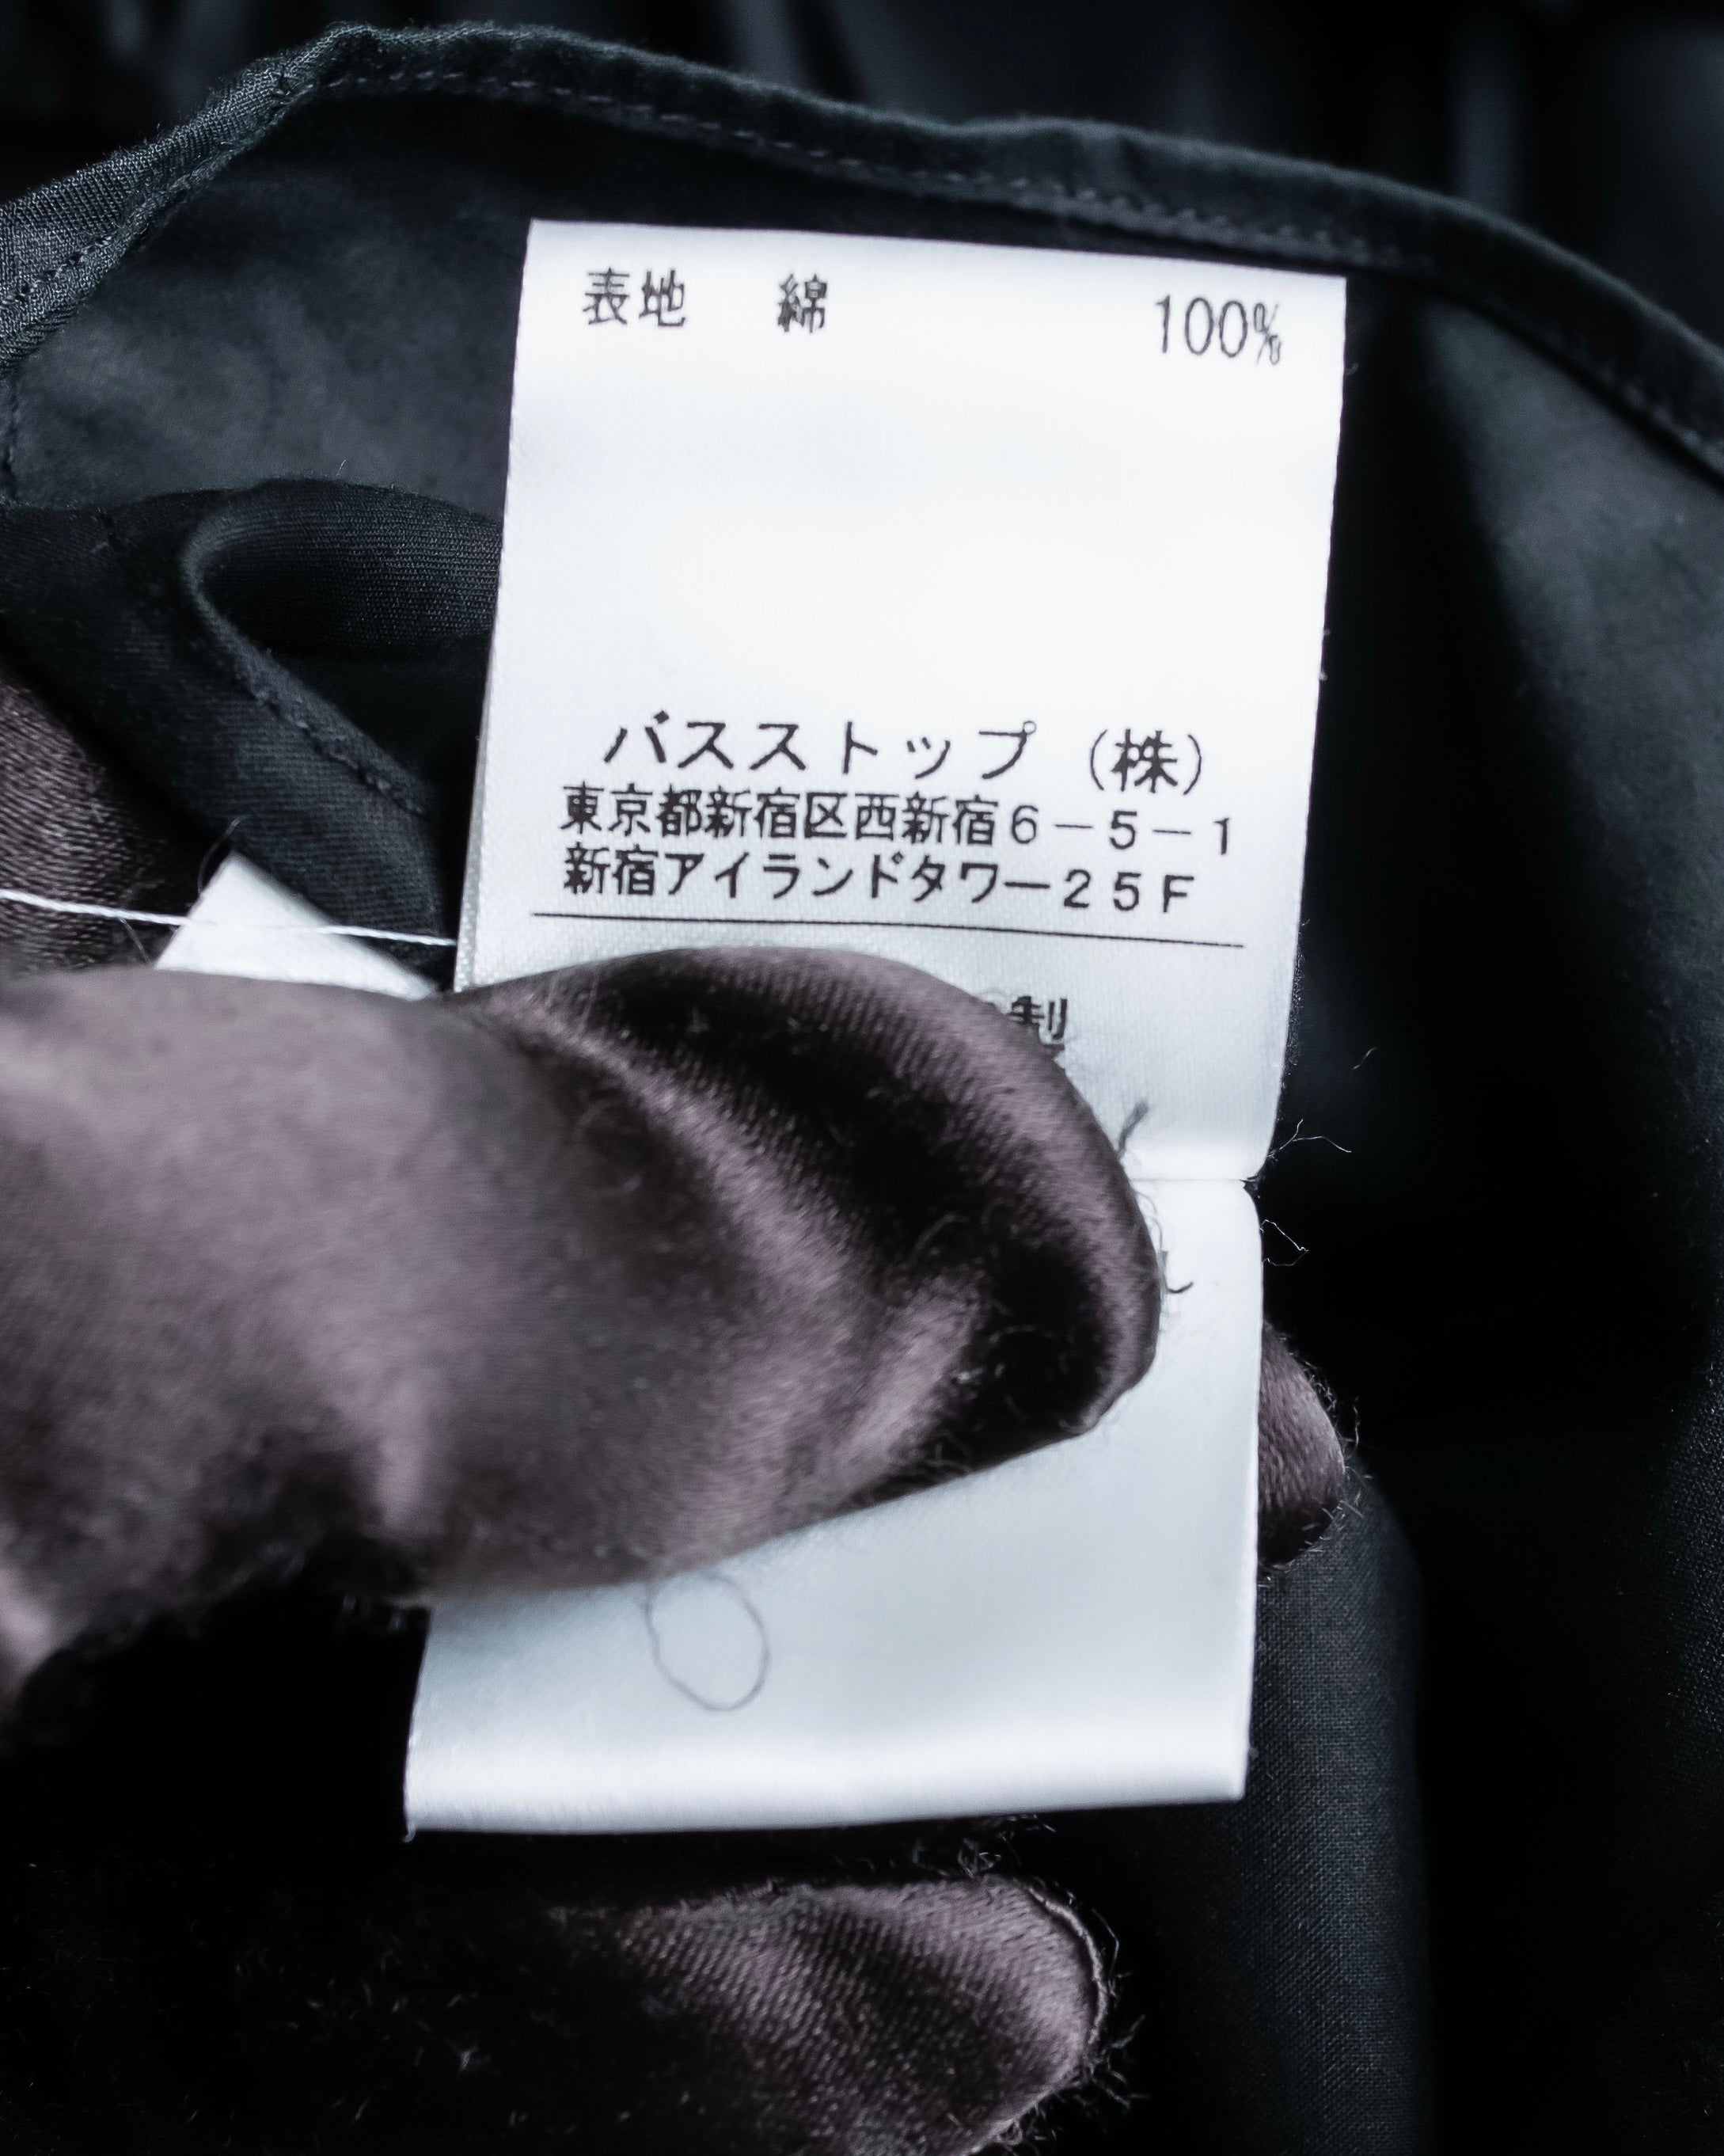 表地　綿　100%
バスストップ（株）
東京都新宿区西新宿６－５－１
新宿アイランドタワー２５Ｆ
製